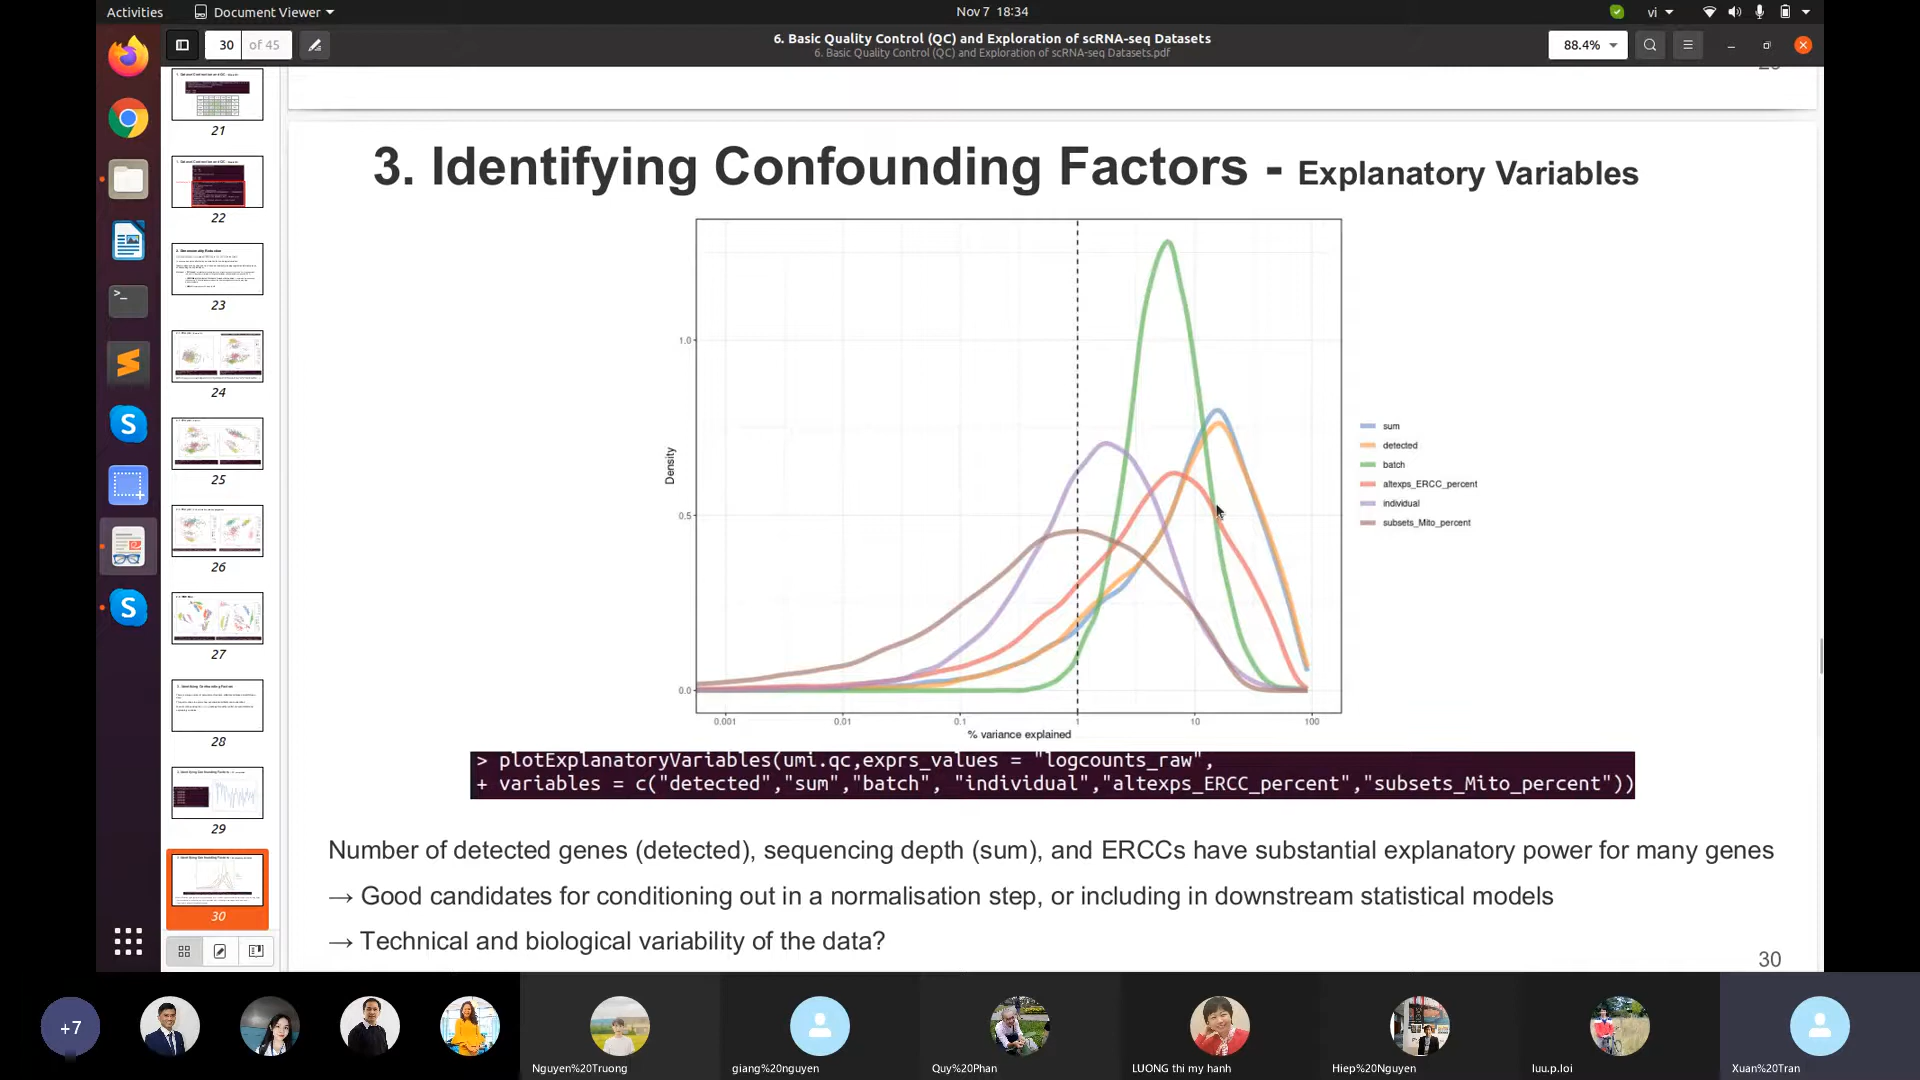 Activities
Document Viewer
Nov 7 18:34
vi
30
of 45
6. Basic Quality Control (QC) and Exploration of scRNA-seq Datasets
6. Basic Quality Control (QC) and Exploration of scRNA-seq Datasets.pdf
88.4%
21
22
23
24
25
26
27
28
29
30
3. Identifying Confounding Factors - Explanatory Variables
1.0
0.5
0.0
Density
0.001
0.01
0.1
1
10
100
% variance explained
sum
detected
batch
altexps_ERCC_percent
individual
subsets_Mito_percent
> plotExplanatoryVariables(umi.qc,exprs_values = "logcounts_raw",
+ variables = c("detected","sum","batch", "individual","altexps_ERCC_percent","subsets_Mito_percent"))
Number of detected genes (detected), sequencing depth (sum), and ERCCs have substantial explanatory power for many genes
→ Good candidates for conditioning out in a normalisation step, or including in downstream statistical models
→ Technical and biological variability of the data?
30
+7
Nguyen%20Truong
giang%20nguyen
Quy%20Phan
LUONG thi my hanh
Hiep%20Nguyen
luu.p.loi
Xuan%20Tran